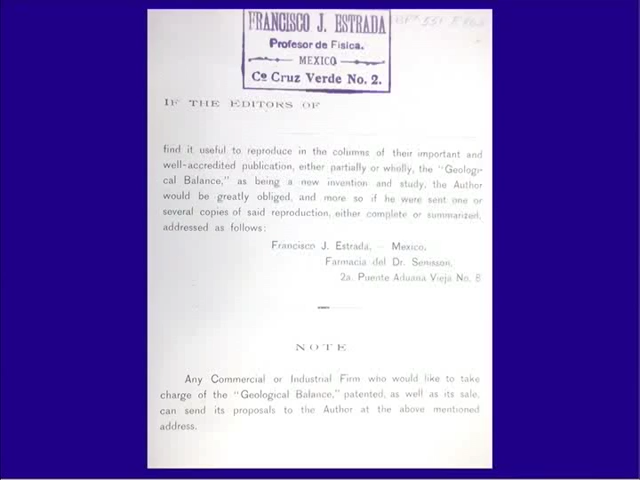 FRANCISCO J. ESTRADA
Profesor de Física.
MEXICO
Cº Cruz Verde No. 2.
IF THE EDITORS OF
find it useful to reproduce in the columns of their important and
well-accredited publication, either partially or wholly, the "Geologi-
cal Balance," as being a new invention and study, the Author
would be greatly obliged, and more so if he were sent one or
several copies of said reproduction, either complete or summarized,
addressed as follows:
Francisco J. Estrada, — Mexico.
Farmacia del Dr. Senisson,
2a. Puente Aduana Vieja No.
NOTE
Any Commercial or Industrial Firm who would like to take
charge of the "Geological Balance," patented, as well as its sale,
can send its proposals to the Author at the above mentioned
address.